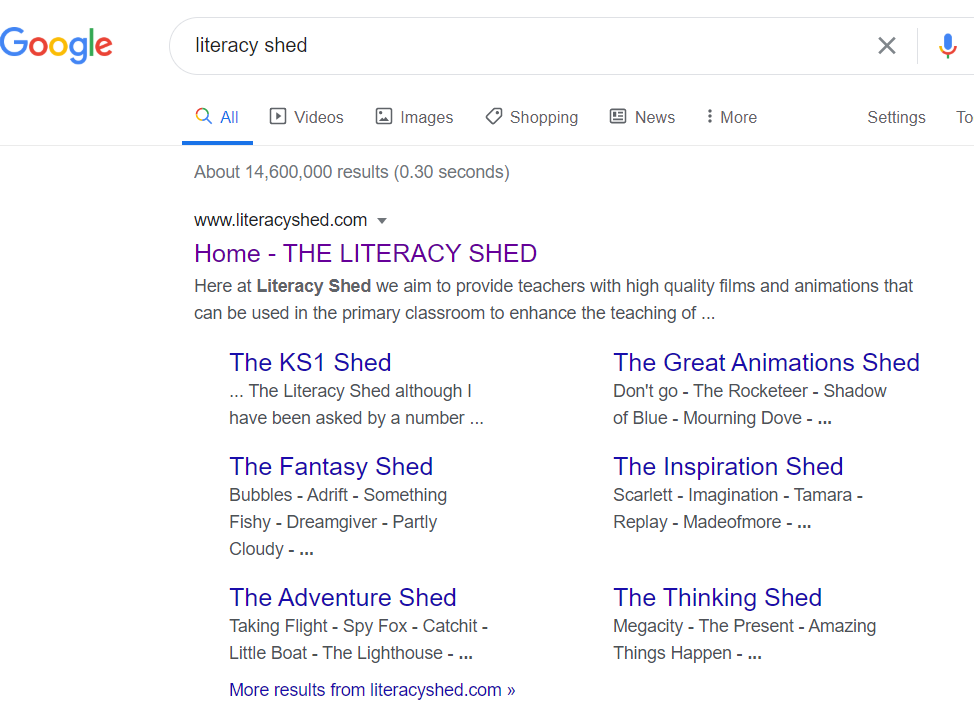 Google
literacy shed
All Videos Images Shopping News More Settings To
About 14,600,000 results (0.30 seconds)
www.literacyshed.com
Home - THE LITERACY SHED
Here at Literacy Shed we aim to provide teachers with high quality films and animations that
can be used in the primary classroom to enhance the teaching of ...
The KS1 Shed
... The Literacy Shed although I
have been asked by a number ...
The Great Animations Shed
Don't go - The Rocketeer - Shadow
of Blue - Mourning Dove - ...
The Fantasy Shed
Bubbles - Adrift - Something
Fishy - Dreamgiver - Partly
Cloudy - ...
The Inspiration Shed
Scarlett - Imagination - Tamara -
Replay - Madeofmore - ...
The Adventure Shed
Taking Flight - Spy Fox - Catchit -
Little Boat - The Lighthouse - ...
The Thinking Shed
Megacity - The Present - Amazing
Things Happen - ...
More results from literacyshed.com »